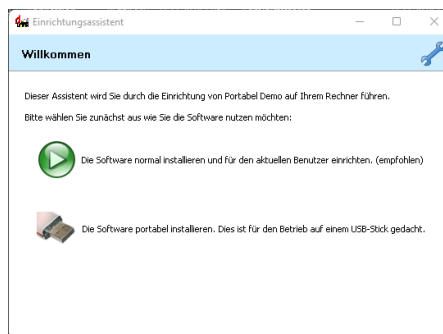 Einrichtungsassistent
Willkommen
Dieser Assistent wird Sie durch die Einrichtung von Portabel Demo auf Ihrem Rechner führen.
Bitte wählen Sie zunächst aus wie Sie die Software nutzen möchten:
Die Software normal installieren und für den aktuellen Benutzer einrichten. (empfohlen)
Die Software portabel installieren. Dies ist für den Betrieb auf einem USB-Stick gedacht.